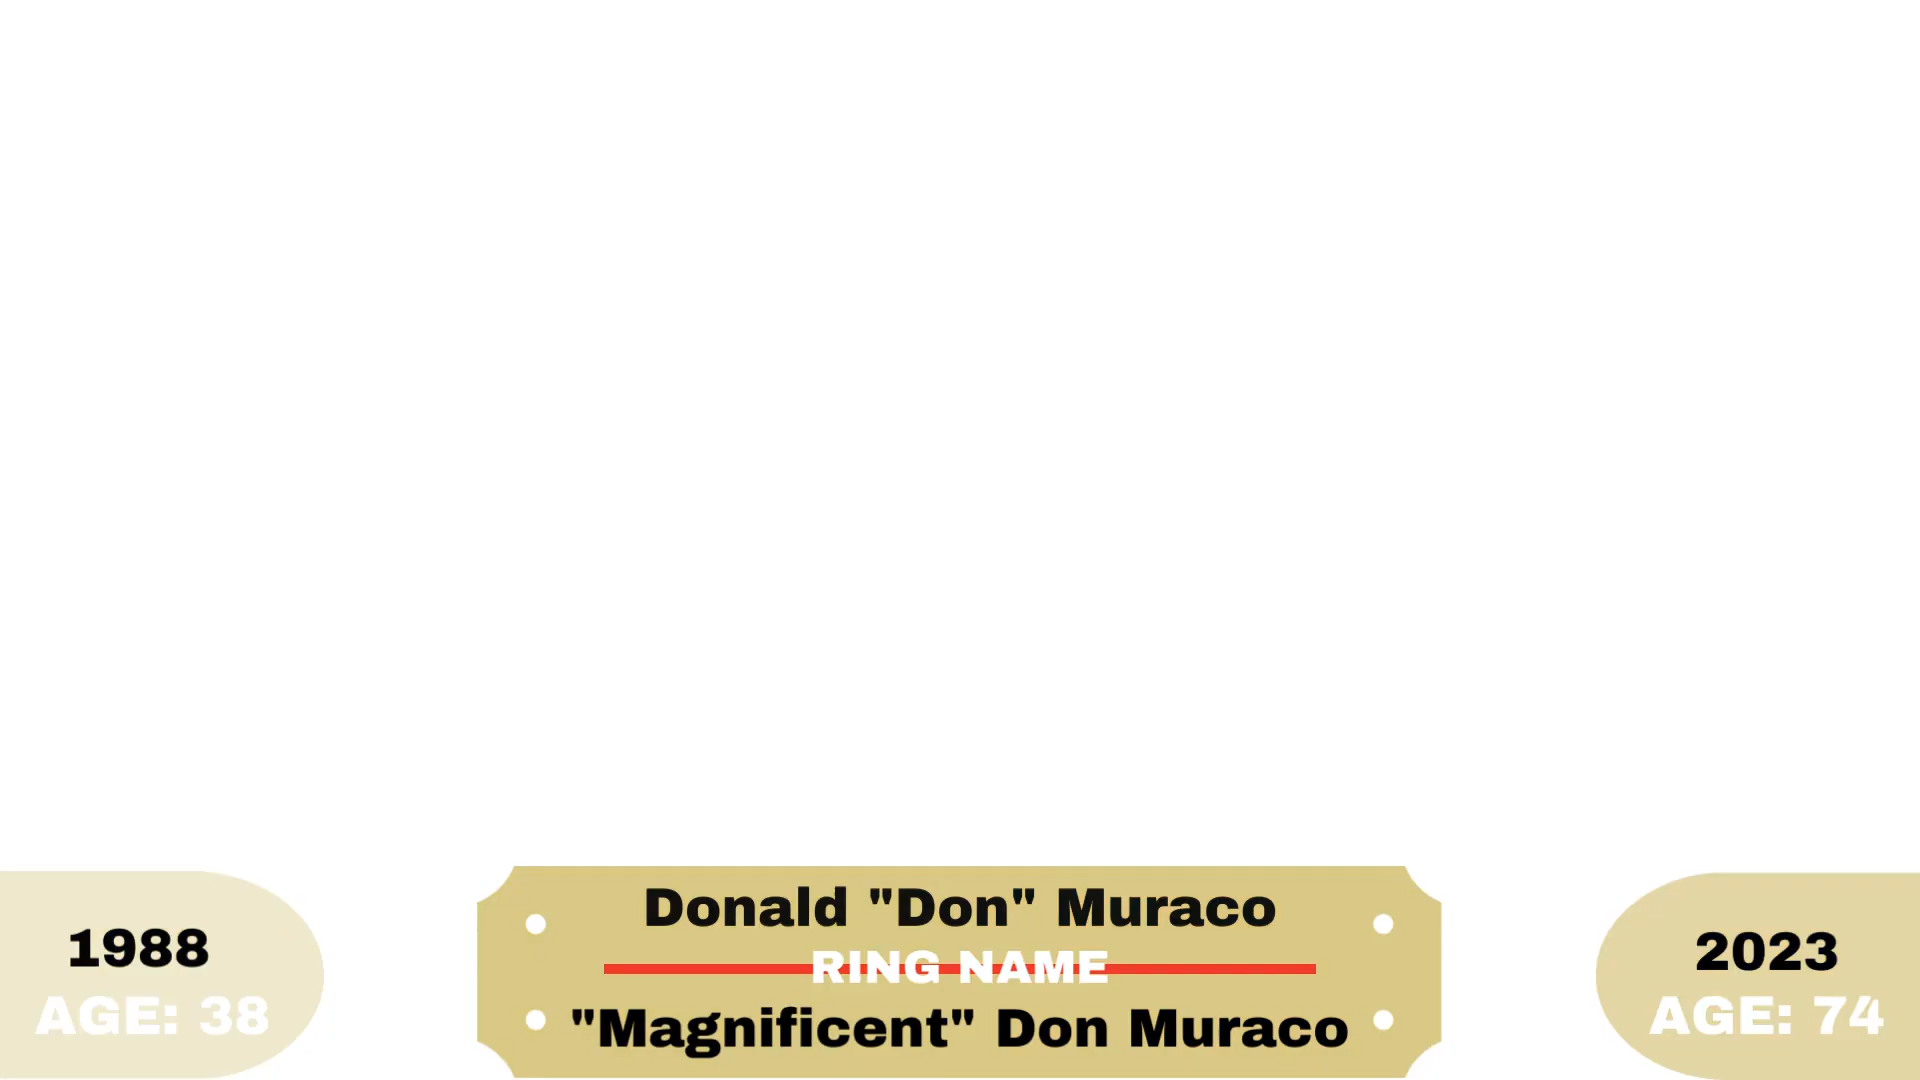 1988
AGE: 38
Donald "Don" Muraco
RING NAME
"Magnificent" Don Muraco
2023
AGE: 74